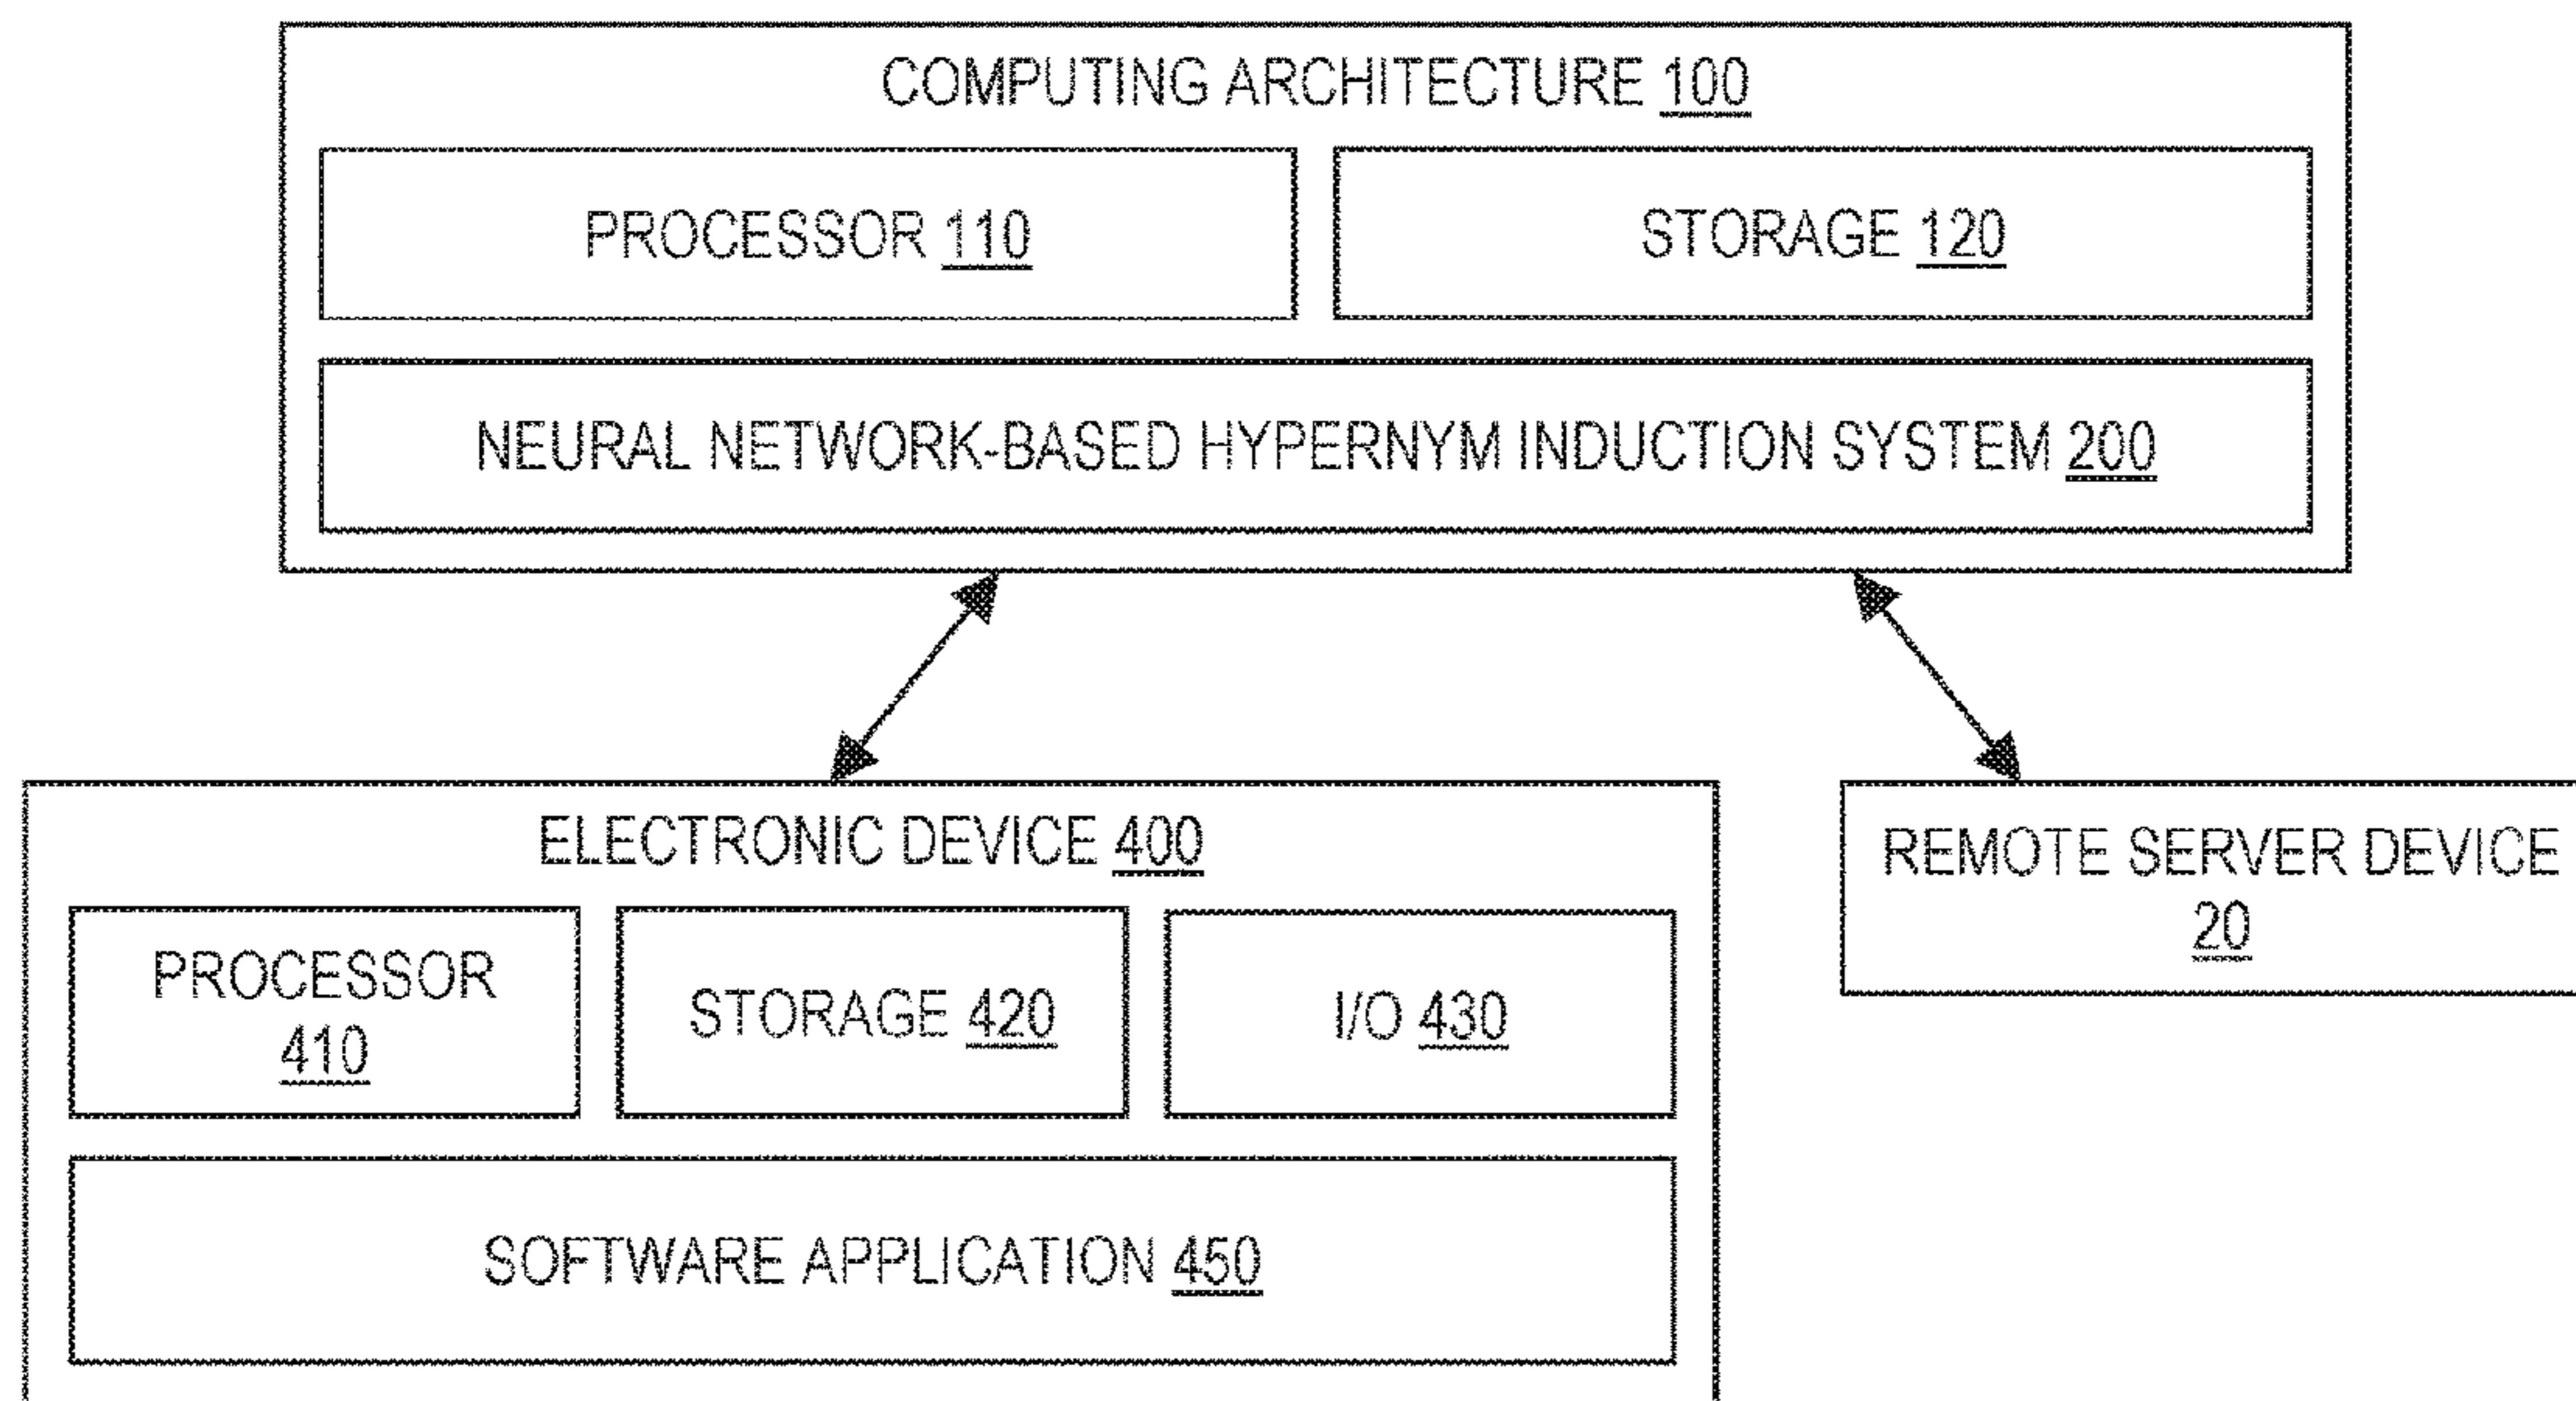 COMPUTING ARCHITECTURE 100
PROCESSOR 110
STORAGE 120
NEURAL NETWORK-BASED HYPERNYM INDUCTION SYSTEM 200
ELECTRONIC DEVICE 400
PROCESSOR
410
STORAGE 420
I/O 430
SOFTWARE APPLICATION 450
REMOTE SERVER DEVICE
20